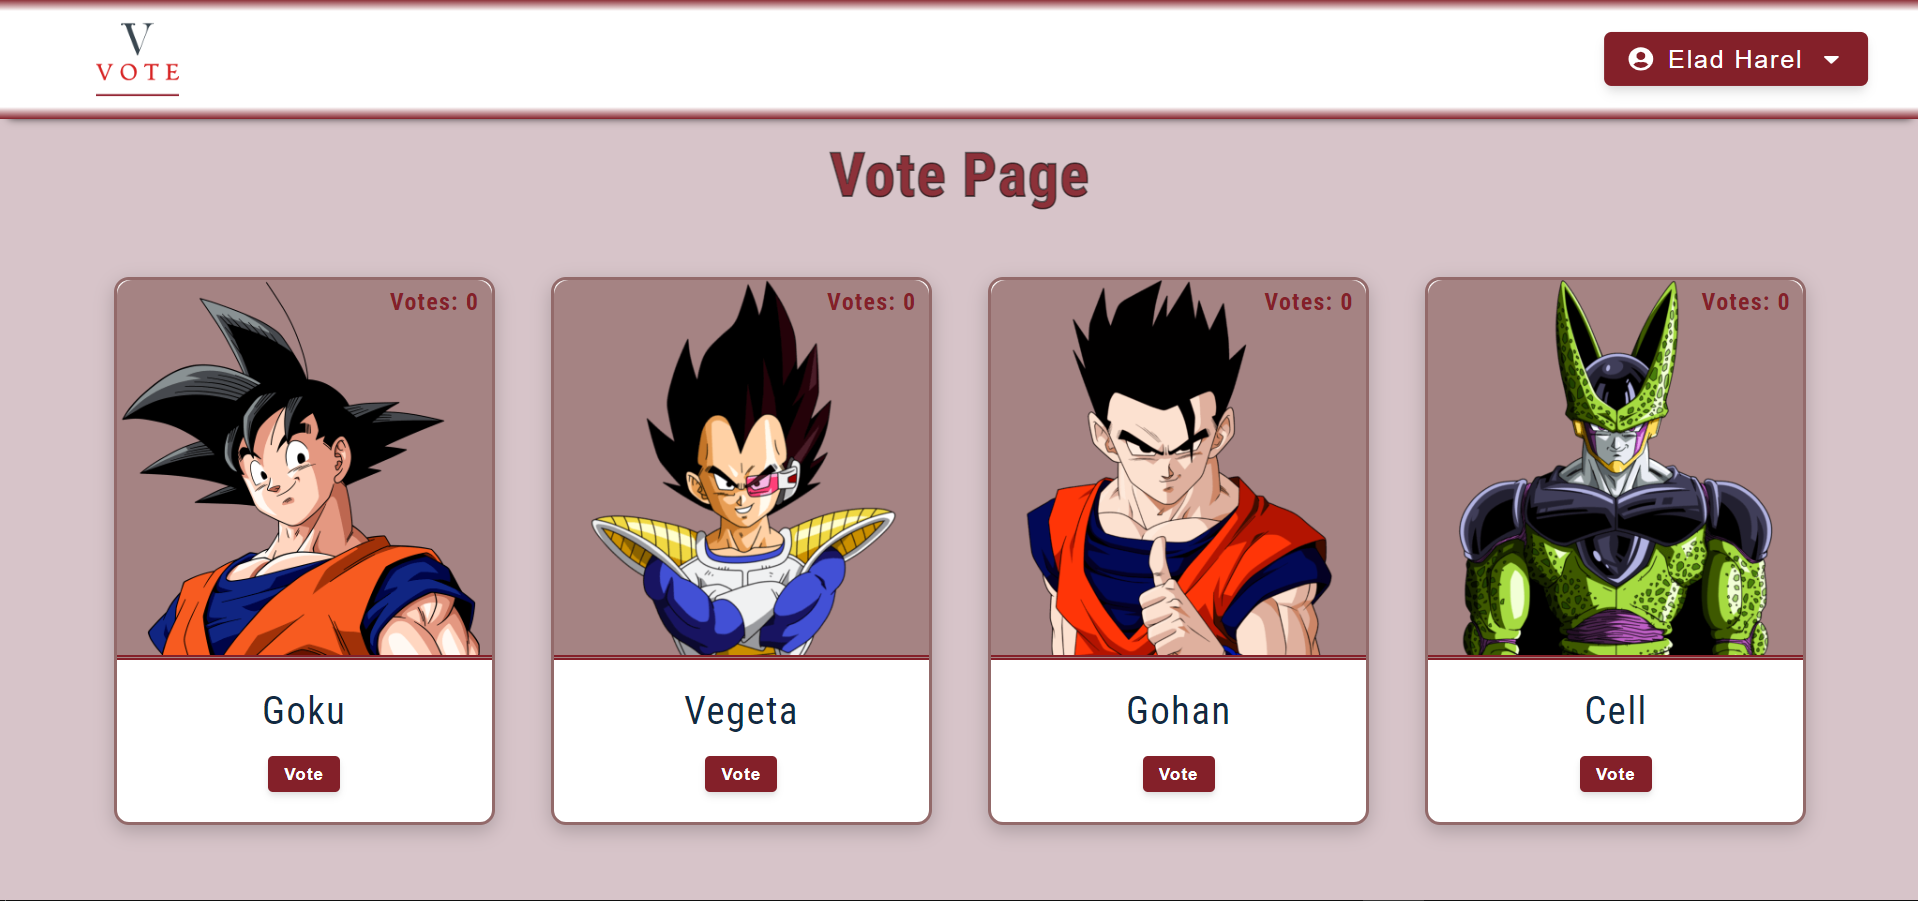 V
VOTE
Elad Harel
Vote Page
Votes: 0
Votes: 0
Votes: 0
Votes: 0
Goku
Vegeta
Gohan
Cell
Vote
Vote
Vote
Vote